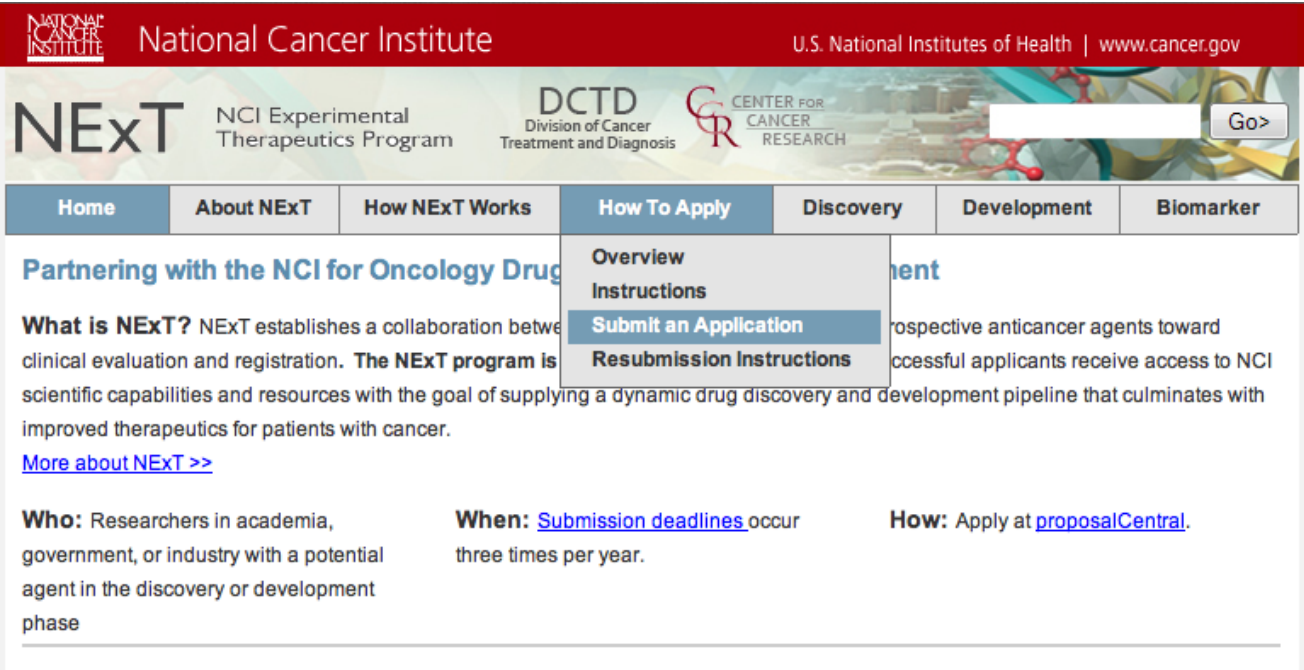 NATIONAL CANCER INSTITUTE
National Cancer Institute
U.S. National Institutes of Health | www.cancer.gov
NExT
NCI Experimental
Therapeutics Program
DCTD
Division of Cancer
Treatment and Diagnosis
CCR
CENTER FOR
CANCER
RESEARCH
Go>
Home
About NExT
How NExT Works
How To Apply
Discovery
Development
Biomarker
Overview
Instructions
Submit an Application
Resubmission Instructions
Partnering with the NCI for Oncology Drug ent
What is NExT? NExT establishes a collaboration betwe rospective anticancer agents toward
clinical evaluation and registration. The NExT program is ccessful applicants receive access to NCI
scientific capabilities and resources with the goal of supplying a dynamic drug discovery and development pipeline that culminates with
improved therapeutics for patients with cancer.
More about NExT >>
Who: Researchers in academia,
government, or industry with a potential
agent in the discovery or development
phase
When: Submission deadlines occur
three times per year.
How: Apply at proposalCentral.